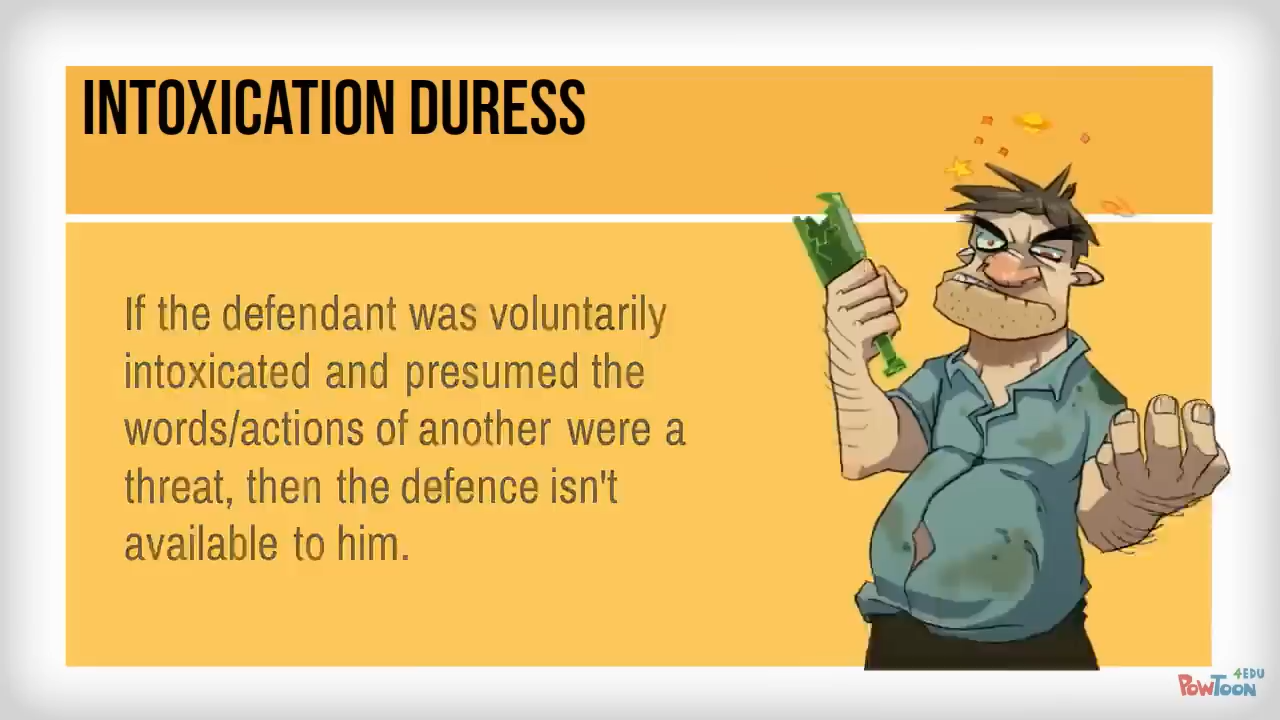 INTOXICATION DURESS
If the defendant was voluntarily
intoxicated and presumed the
words/actions of another were a
threat, then the defence isn't
available to him.
4EDU
POWTOON